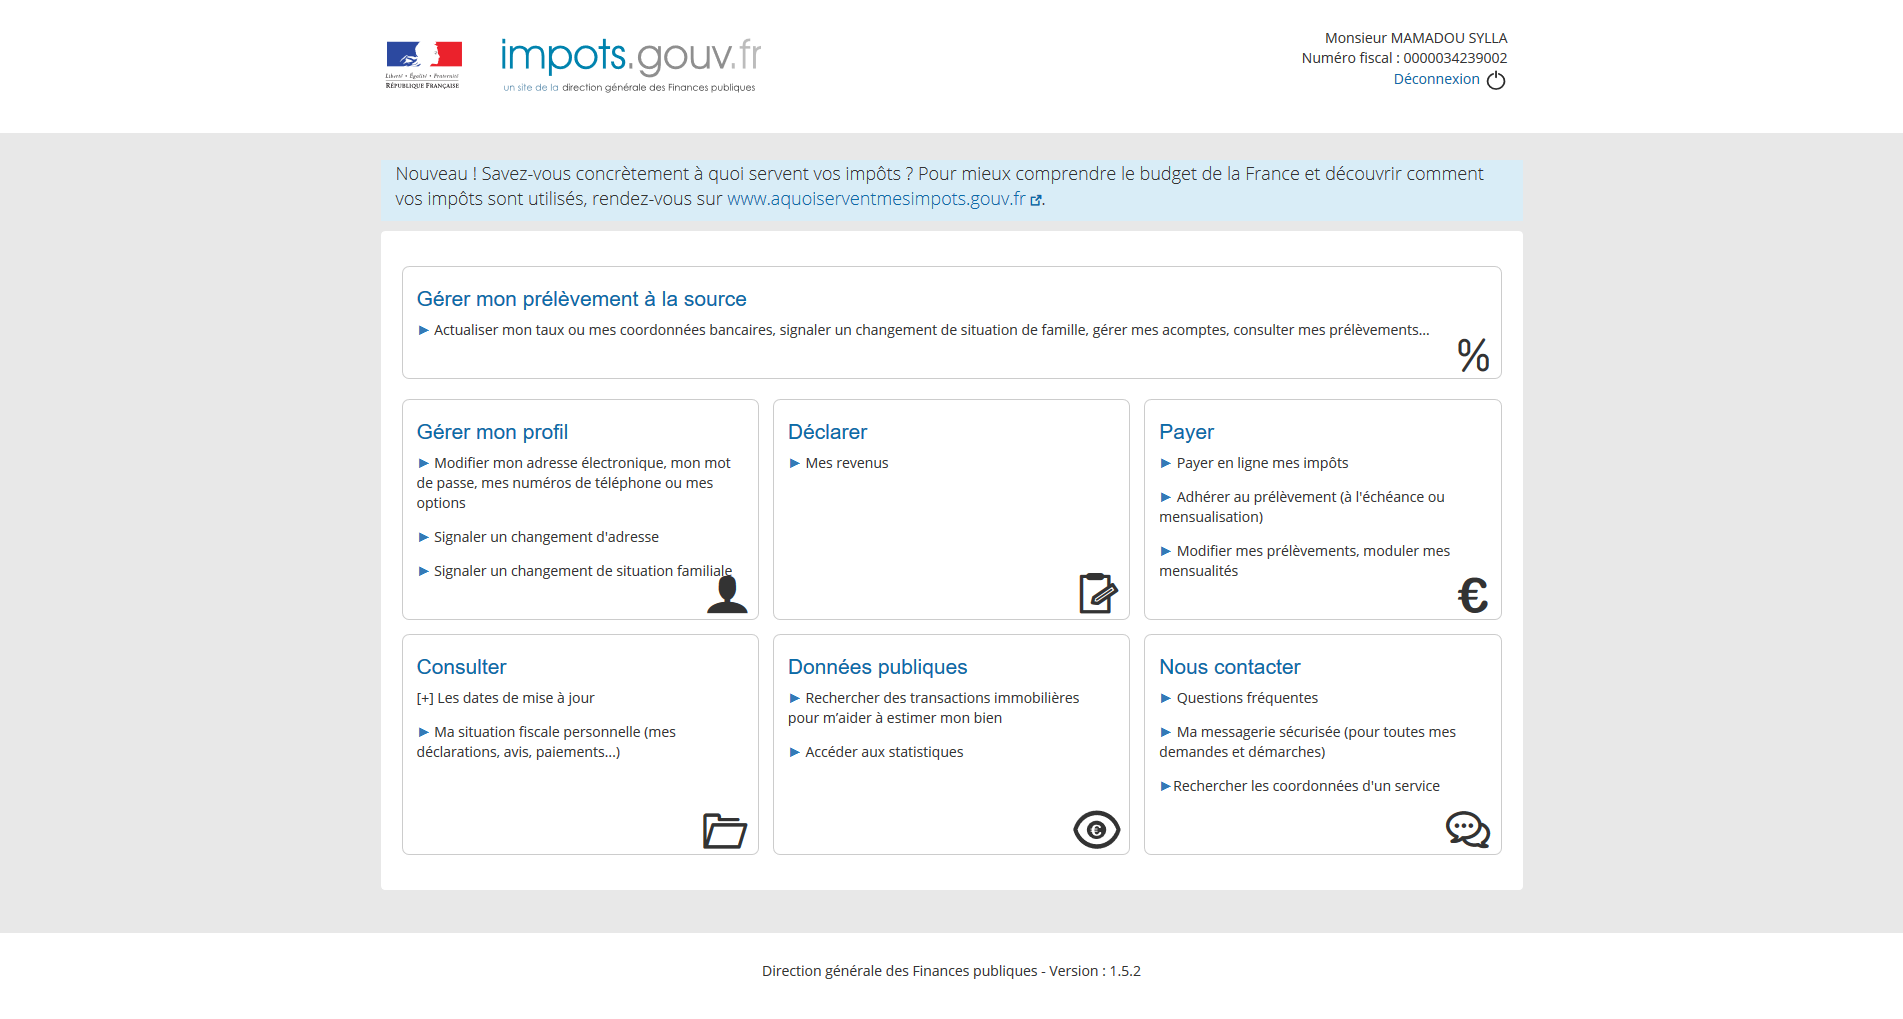 Liberté • Égalité • Fraternité
RÉPUBLIQUE FRANÇAISE
impots.gouv.fr
un site de la direction générale des Finances publiques
Monsieur MAMADOU SYLLA
Numéro fiscal : 0000034239002
Déconnexion
Nouveau ! Savez-vous concrètement à quoi servent vos impôts ? Pour mieux comprendre le budget de la France et découvrir comment
vos impôts sont utilisés, rendez-vous sur www.aquoiserventmesimpots.gouv.fr.
Gérer mon prélèvement à la source
► Actualiser mon taux ou mes coordonnées bancaires, signaler un changement de situation de famille, gérer mes acomptes, consulter mes prélèvements...
%
Gérer mon profil
► Modifier mon adresse électronique, mon mot
de passe, mes numéros de téléphone ou mes
options
► Signaler un changement d'adresse
► Signaler un changement de situation familiale
Déclarer
► Mes revenus
Payer
► Payer en ligne mes impôts
► Adhérer au prélèvement (à l'échéance ou
mensualisation)
► Modifier mes prélèvements, moduler mes
mensualités
€
Consulter
[+] Les dates de mise à jour
► Ma situation fiscale personnelle (mes
déclarations, avis, paiements...)
Données publiques
► Rechercher des transactions immobilières
pour m’aider à estimer mon bien
► Accéder aux statistiques
€
Nous contacter
► Questions fréquentes
► Ma messagerie sécurisée (pour toutes mes
demandes et démarches)
►Rechercher les coordonnées d'un service
Direction générale des Finances publiques - Version : 1.5.2